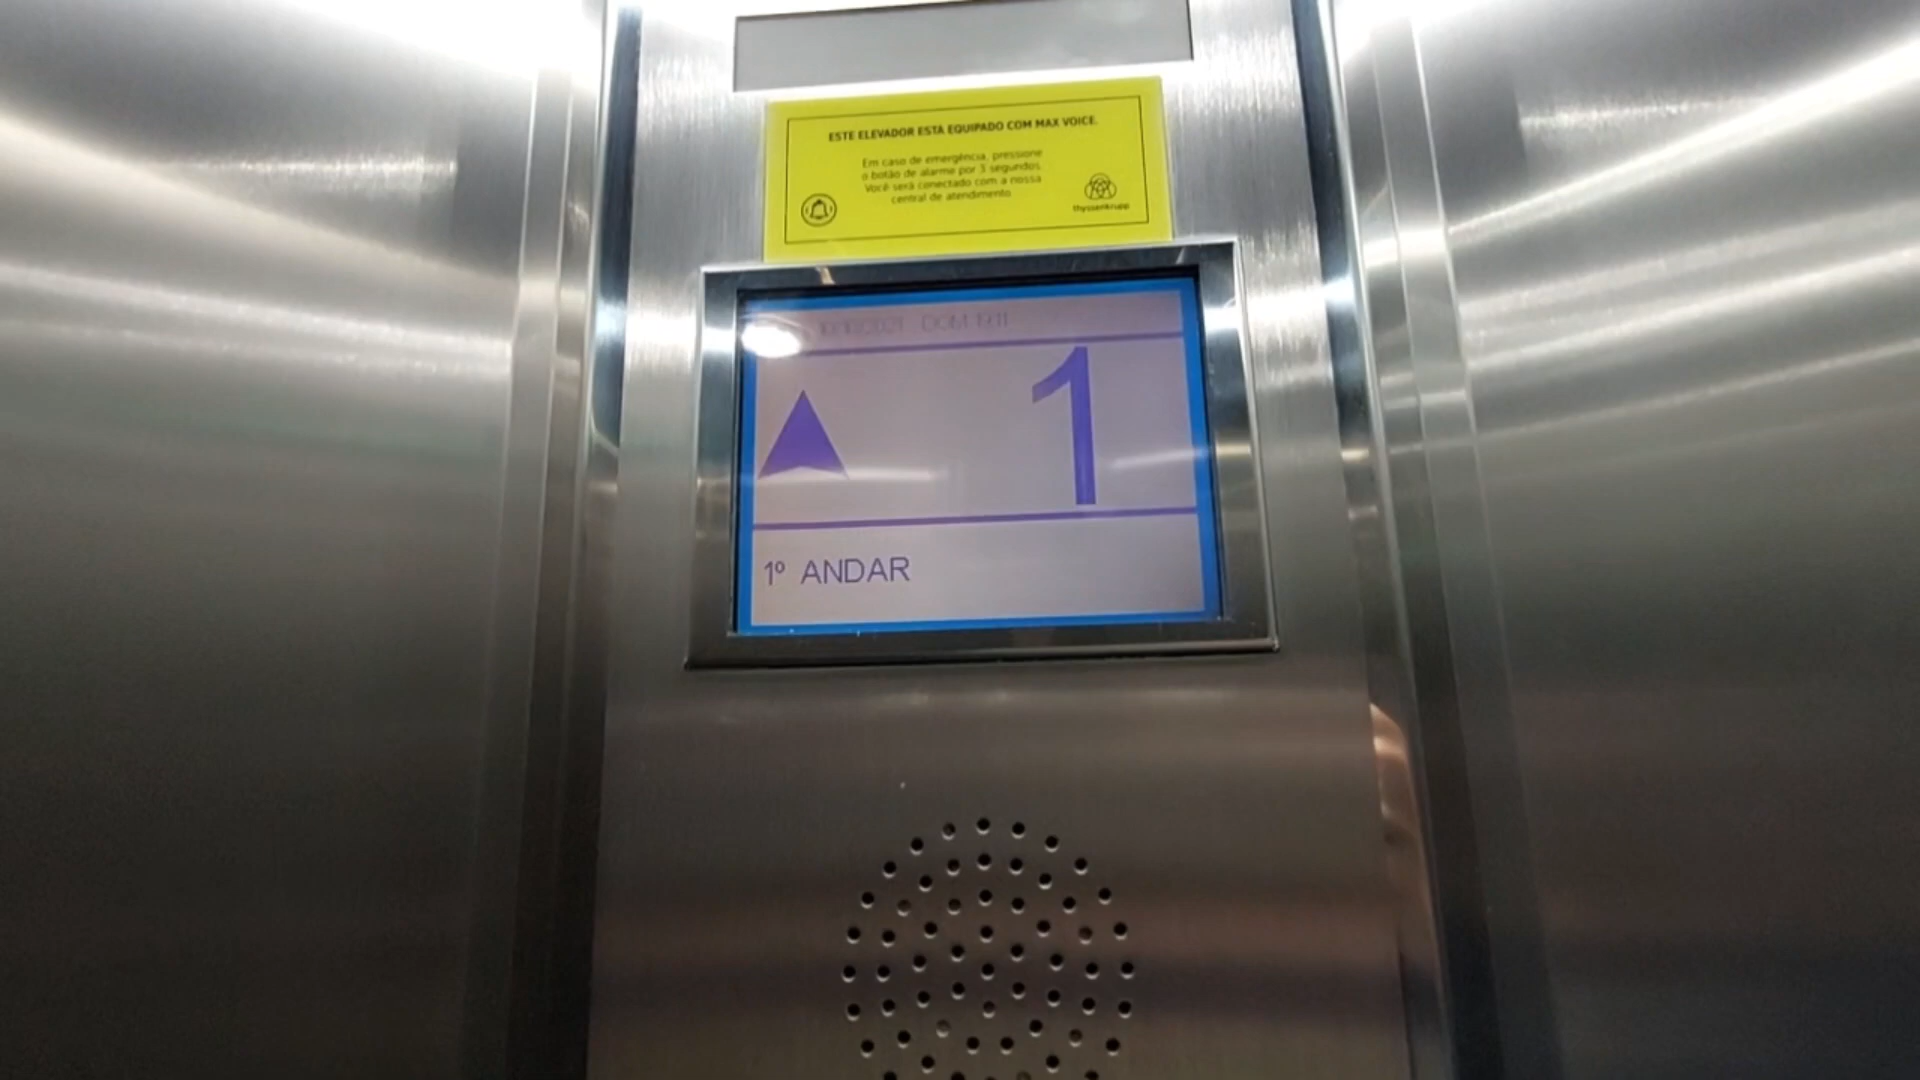 ESTE ELEVADOR ESTÁ EQUIPADO COM MAX VOICE.
Em caso de emergência, pressione
o botão de alarme por 3 segundos.
Você será conectado com a nossa
central de atendimento
thyssenkrupp
DOM
1
1º ANDAR